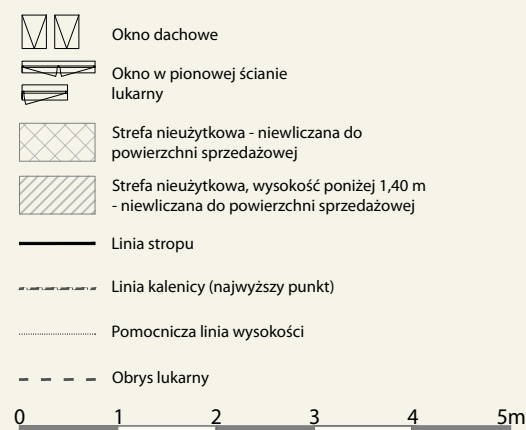 Okno dachowe
Okno w pionowej ścianie
lukarny
Strefa nieużytkowa - niewliczana do
powierzchni sprzedażowej
Strefa nieużytkowa, wysokość poniżej 1,40 m
- niewliczana do powierzchni sprzedażowej
Linia stropu
Linia kalenicy (najwyższy punkt)
Pomocnicza linia wysokości
Obrys lukarny
0 1 2 3 4 5m